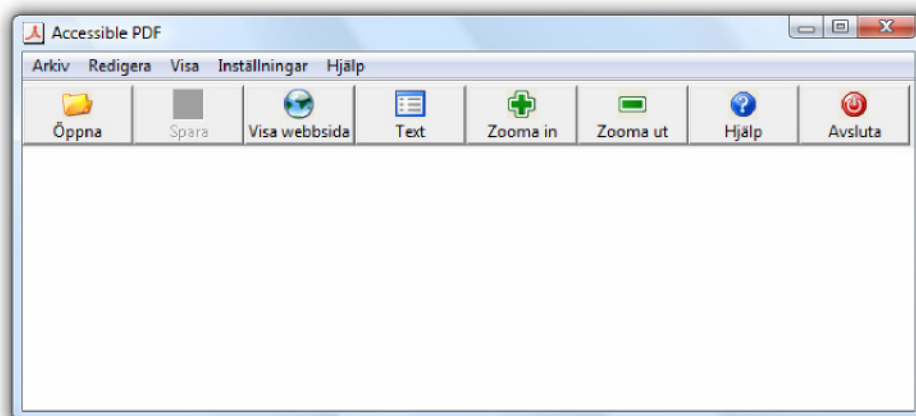 Accessible PDF
Arkiv Redigera Visa Inställningar Hjälp
Öppna Spara Visa webbsida Text Zooma in Zooma ut Hjälp Avsluta